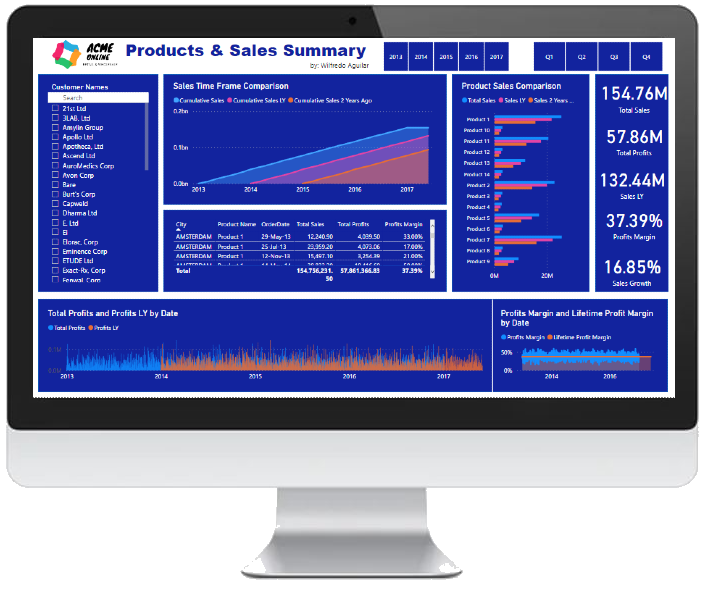 ACME
ONLINE
Products & Sales Summary
by: Wilfredo Aguilar
2013 2014 2015 2016 2017
Q1 Q2 Q3 Q4
Customer Names
Search
21st Ltd
3LAB, Ltd
Amylin Group
Apollo Ltd
Apotheca, Ltd
Ascend Ltd
AuroMedics Corp
Avon Corp
Bare
Burt's Corp
Capweld
Dharma Ltd
E. Ltd
Ei
Elorac, Corp
Eminence Corp
ETUDE Ltd
Exact-Rx, Corp
Ferwal, Corp
Sales Time Frame Comparison
Cumulative Sales Cumulative Sales LY Cumulative Sales 2 Years Ago
0.2bn
0.1bn
0.0bn
2013 2014 2015 2016 2017
City Product Name OrderDate Total Sales Total Profits Profits Margin
AMSTERDAM Product 1 29-May-13 12,240.90 4,039.50 33.00%
AMSTERDAM Product 1 25-Jul-13 23,959.20 4,073.06 17.00%
AMSTERDAM Product 1 12-Nov-13 15,497.10 3,254.39 21.00%
Total 154,756,231.50 57,861,366.83 37.39%
Product Sales Comparison
Total Sales Sales LY Sales 2 Years ...
Product 1
Product 10
Product 11
Product 12
Product 13
Product 14
Product 2
Product 3
Product 4
Product 5
Product 6
Product 7
Product 8
Product 9
0M 20M
154.76M
Total Sales
57.86M
Total Profits
132.44M
Sales LY
37.39%
Profits Margin
16.85%
Sales Growth
Total Profits and Profits LY by Date
Total Profits Profits LY
0.1M
0.0M
2013 2014 2015 2016 2017
Profits Margin and Lifetime Profit Margin
by Date
Profits Margin Lifetime Profit Margin
50%
0%
2014 2016